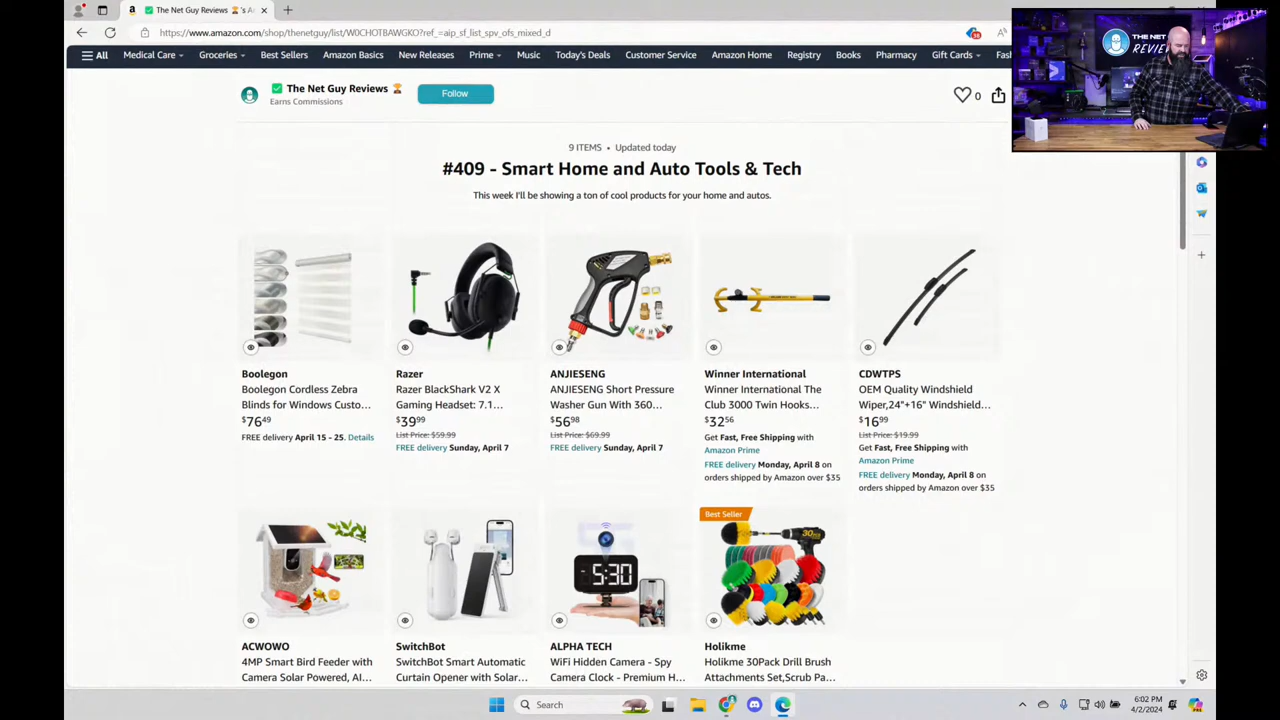 The Net Guy Reviews 🏆 's A
https://www.amazon.com/shop/thenetguy/list/W0CHOTBAWGKO?ref_=aip_sf_list_spv_ofs_mixed_d
All Medical Care Groceries Best Sellers Amazon Basics New Releases Prime Music Today's Deals Customer Service Amazon Home Registry Books Pharmacy Gift Cards Fas
✅ The Net Guy Reviews 🏆
Earns Commissions
Follow
0
THE NET
REVIEW
9 ITEMS • Updated today
#409 - Smart Home and Auto Tools & Tech
This week I'll be showing a ton of cool products for your home and autos.
Boolegon
Boolegon Cordless Zebra
Blinds for Windows Custo...
$76.49
FREE delivery April 15 - 25. Details
Razer
Razer BlackShark V2 X
Gaming Headset: 7.1...
$39.99
List Price: $59.99
FREE delivery Sunday, April 7
ANJIESENG
ANJIESENG Short Pressure
Washer Gun With 360...
$56.98
List Price: $69.99
FREE delivery Sunday, April 7
Winner International
Winner International The
Club 3000 Twin Hooks...
$32.56
Get Fast, Free Shipping with
Amazon Prime
FREE delivery Monday, April 8 on
orders shipped by Amazon over $35
CDWTPS
OEM Quality Windshield
Wiper,24"+16" Windshield...
$16.99
List Price: $19.99
Get Fast, Free Shipping with
Amazon Prime
FREE delivery Monday, April 8 on
orders shipped by Amazon over $35
5:30
Best Seller
ACWOWO
4MP Smart Bird Feeder with
Camera Solar Powered, AI...
SwitchBot
SwitchBot Smart Automatic
Curtain Opener with Solar...
ALPHA TECH
WiFi Hidden Camera - Spy
Camera Clock - Premium H...
Holikme
Holikme 30Pack Drill Brush
Attachments Set,Scrub Pa...
Search
6:02 PM
4/2/2024